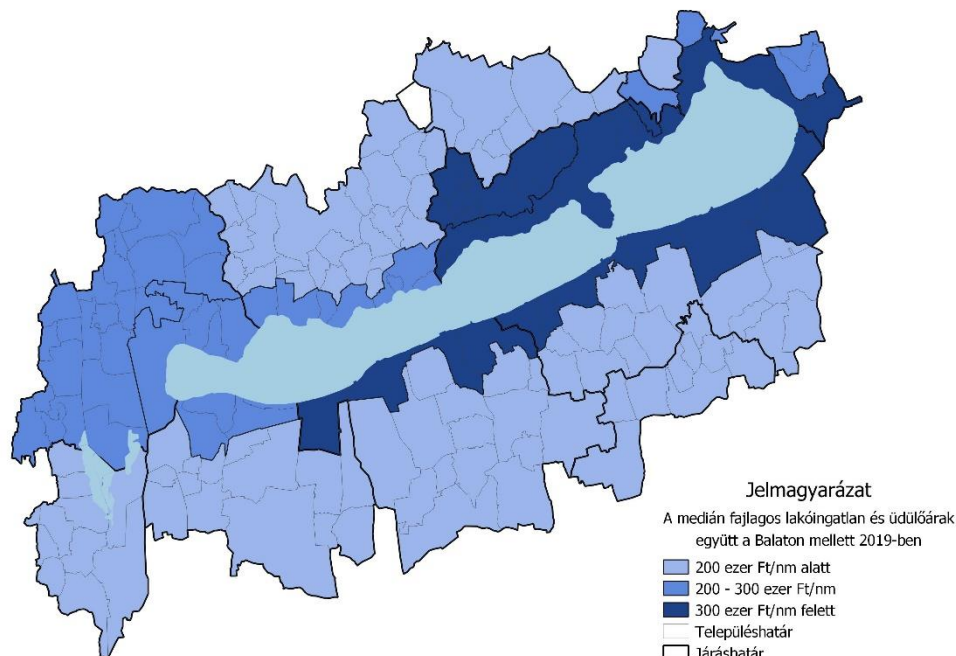 Jelmagyarázat
A medián fajlagos lakóingatlan és üdülőárak
együtt a Balaton mellett 2019-ben
200 ezer Ft/nm alatt
200 - 300 ezer Ft/nm
300 ezer Ft/nm felett
Településhatár
Járáshatár